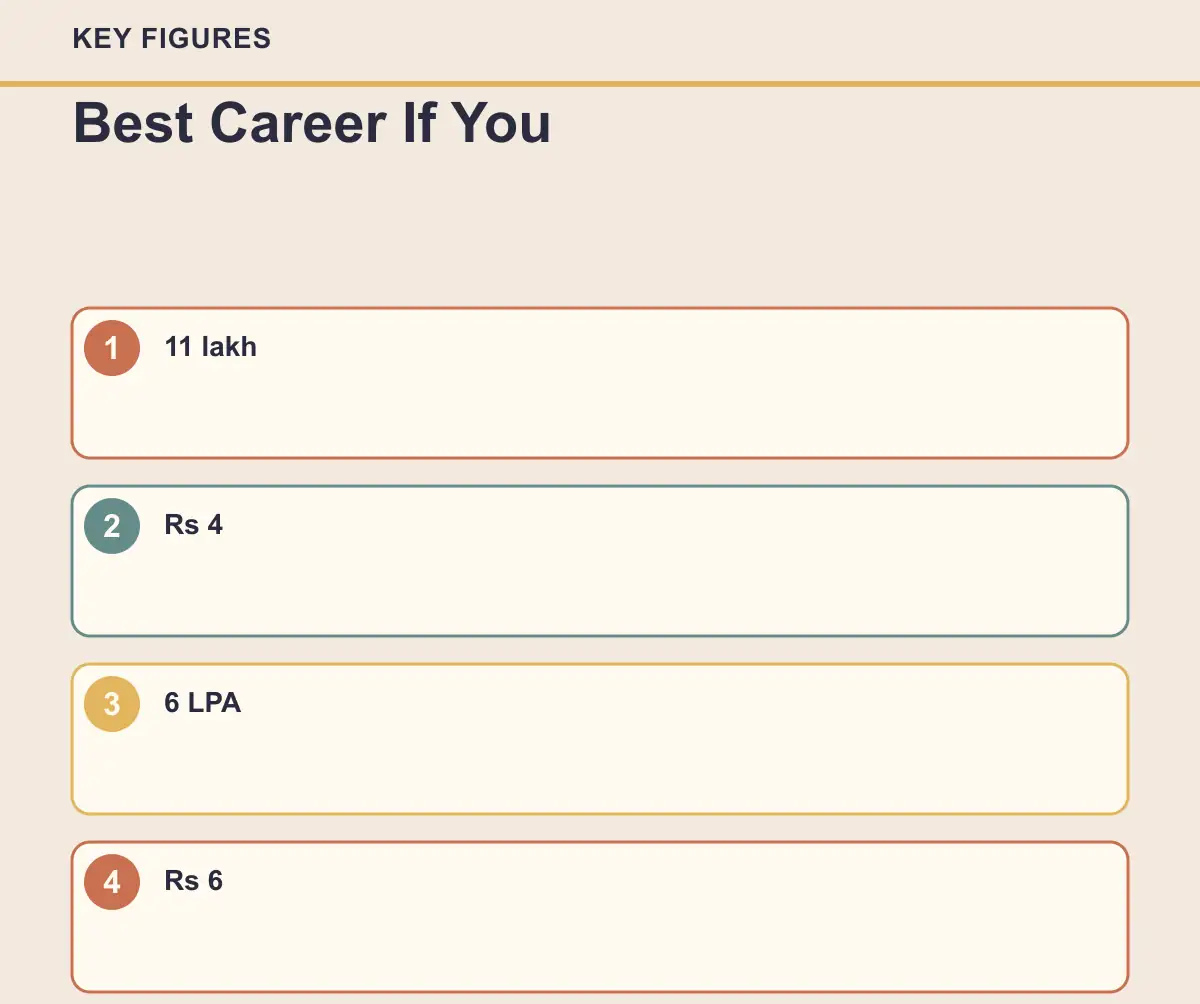 KEY FIGURES
Best Career If You
1 11 lakh
2 Rs 4
3 6 LPA
4 Rs 6